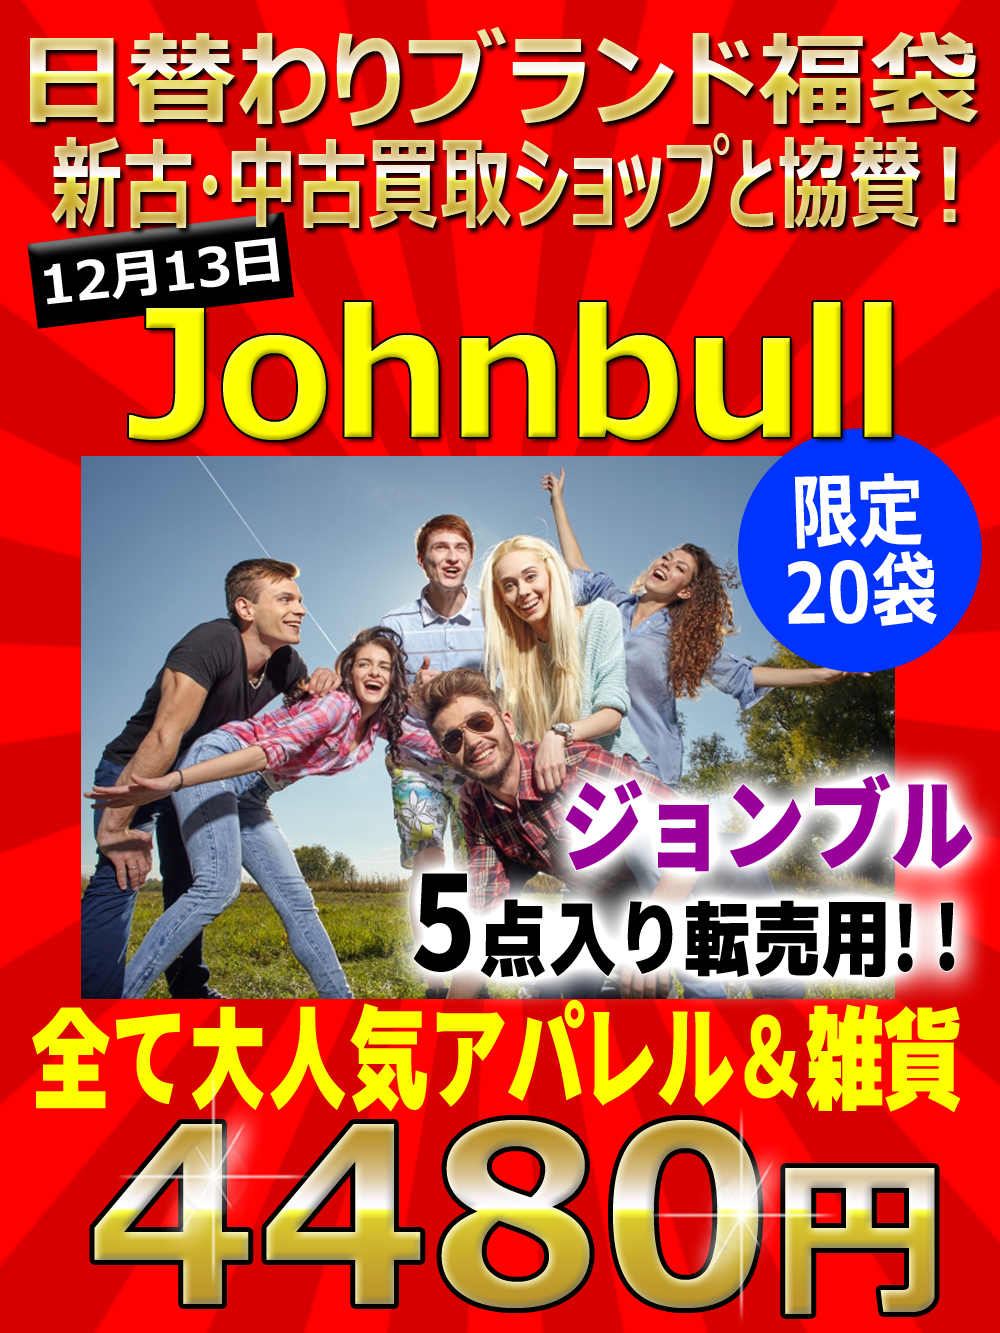 日替わりブランド福袋
新古・中古買取ショップと協賛！
12月13日
Johnbull
限定
20袋
ジョンブル
5点入り転売用!!
全て大人気アパレル＆雑貨
4480円